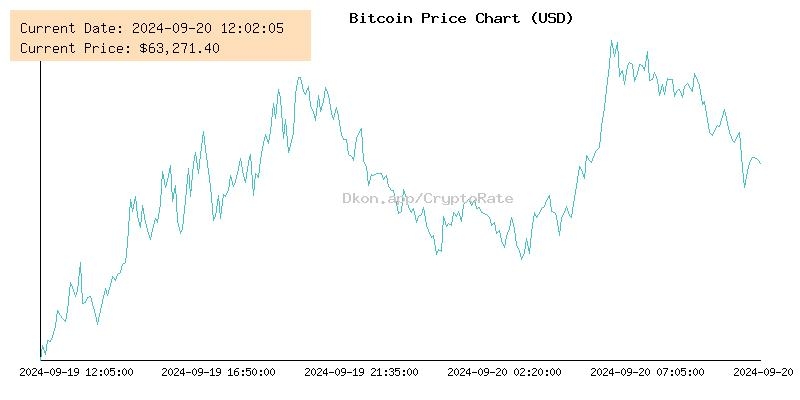 Bitcoin Price Chart (USD)
Current Date: 2024-09-20 12:02:05
Current Price: $63,271.40
Dkon.app/CryptoRate
2024-09-19 12:05:00 2024-09-19 16:50:00 2024-09-19 21:35:00 2024-09-20 02:20:00 2024-09-20 07:05:00 2024-09-20